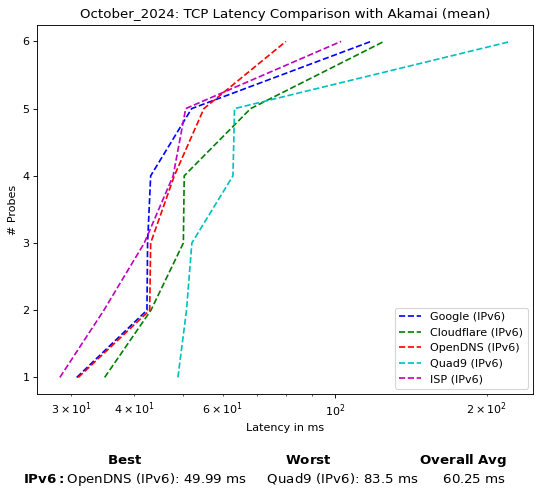 October_2024: TCP Latency Comparison with Akamai (mean)
# Probes
6
5
4
3
2
1
Google (IPv6)
Cloudflare (IPv6)
OpenDNS (IPv6)
Quad9 (IPv6)
ISP (IPv6)
3 × 10¹ 4 × 10¹ 6 × 10¹ 10² 2 × 10²
Latency in ms
Best Worst Overall Avg
IPv6: OpenDNS (IPv6): 49.99 ms Quad9 (IPv6): 83.5 ms 60.25 ms